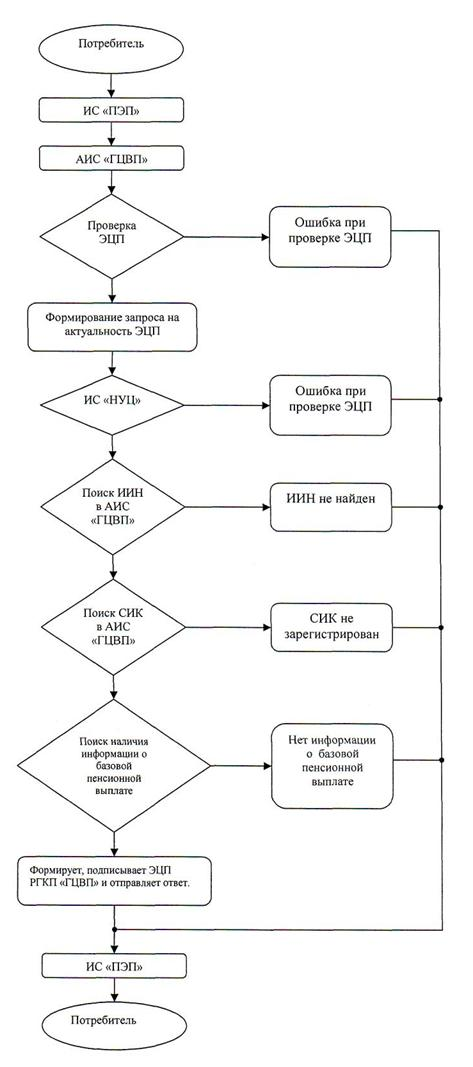 Потребитель
ИС «ПЭП»
АИС «ГЦВП»
Проверка
ЭЦП
Ошибка при
проверке ЭЦП
Формирование запроса на
актуальность ЭЦП
ИС «НУЦ»
Ошибка при
проверке ЭЦП
Поиск ИИН
в АИС
«ГЦВП»
ИИН не найден
Поиск СИК
в АИС
«ГЦВП»
СИК не
зарегистрирован
Поиск наличия
информации о
базовой
пенсионной
выплате
Нет информации
о базовой
пенсионной
выплате
Формирует, подписывает ЭЦП
РГКП «ГЦВП» и отправляет ответ.
ИС «ПЭП»
Потребитель